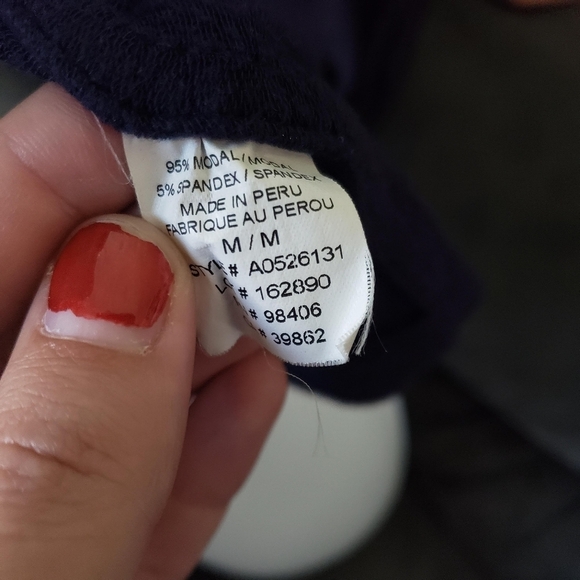 95% MODAL / MODAL
5% SPANDEX / SPANDEX
MADE IN PERU
FABRIQUE AU PEROU
M / M
# A0526131
# 162890
# 98406
# 39862